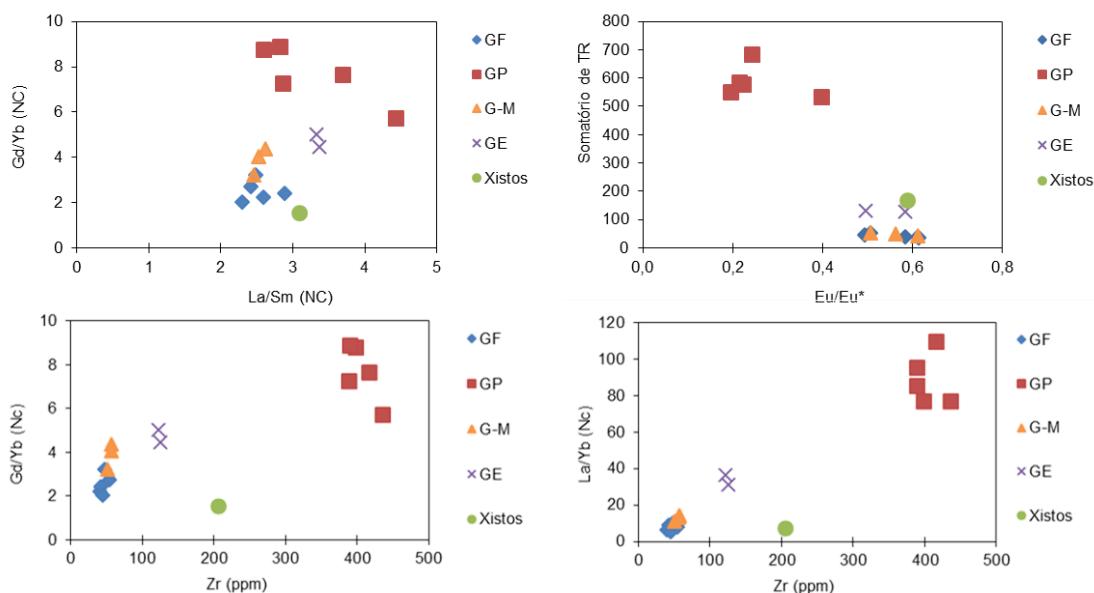 Gd/Yb (NC)
10
8
6
4
2
0
0
1
2
3
4
5
La/Sm (NC)
GF
GP
G-M
GE
Xistos
Somatório de TR
800
700
600
500
400
300
200
100
0
0,0
0,2
0,4
0,6
0,8
Eu/Eu*
GF
GP
G-M
GE
Xistos
Gd/Yb (Nc)
10
8
6
4
2
0
0
100
200
300
400
500
Zr (ppm)
GF
GP
G-M
GE
Xistos
La/Yb (Nc)
120
100
80
60
40
20
0
0
100
200
300
400
500
Zr (ppm)
GF
GP
G-M
GE
Xistos